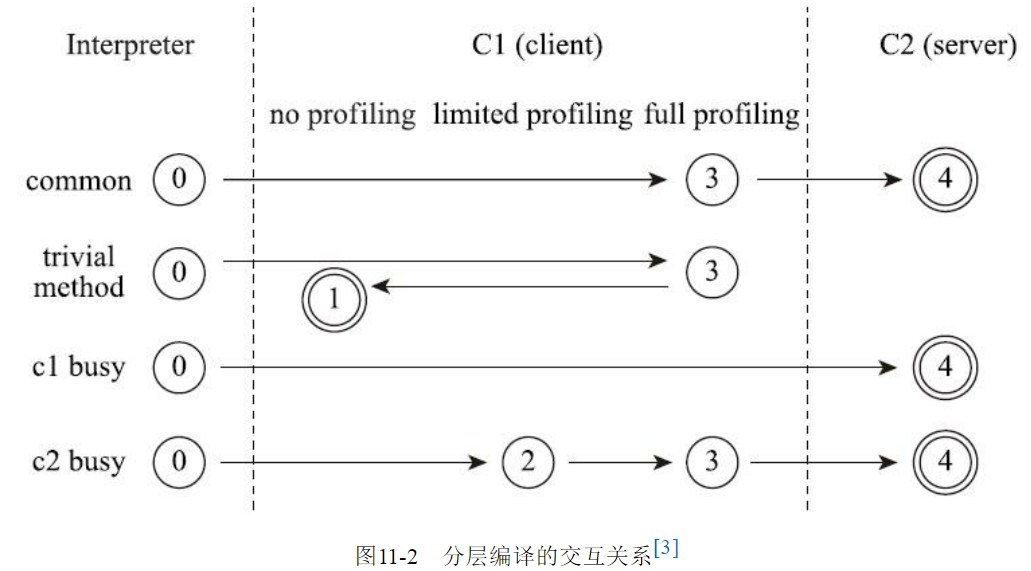 Interpreter C1 (client) C2 (server)
no profiling limited profiling full profiling
common 0 3 4
trivial
method 0 1 3
c1 busy 0 4
c2 busy 0 2 3 4
图11-2 分层编译的交互关系[3]